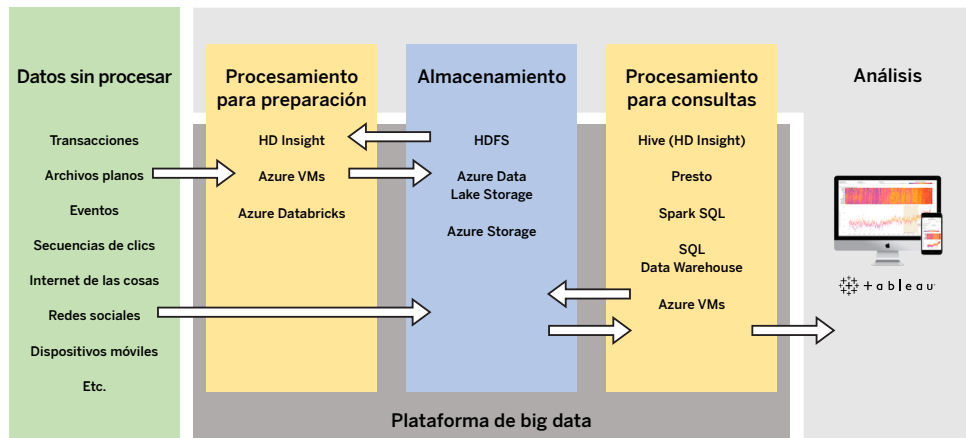 Datos sin procesar
Transacciones
Archivos planos
Eventos
Secuencias de clics
Internet de las cosas
Redes sociales
Dispositivos móviles
Etc.
Procesamiento
para preparación
HD Insight
Azure VMs
Azure Databricks
Almacenamiento
HDFS
Azure Data
Lake Storage
Azure Storage
Procesamiento
para consultas
Hive (HD Insight)
Presto
Spark SQL
SQL
Data Warehouse
Azure VMs
Análisis
+ a b l e a u
Plataforma de big data